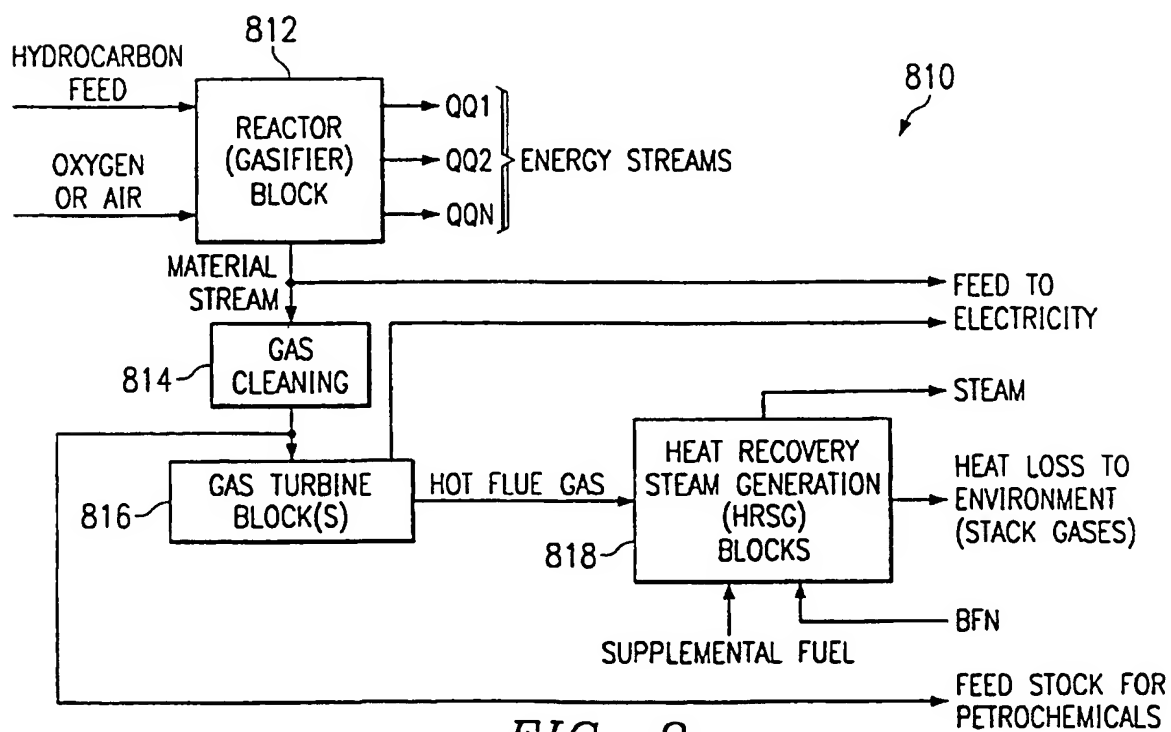 812
HYDROCARBON
FEED
810
REACTOR
(GASIFIER)
BLOCK
QQ1
QQ2
QQN
ENERGY STREAMS
OXYGEN
OR AIR
MATERIAL
STREAM
FEED TO
ELECTRICITY
GAS
CLEANING
814
STEAM
GAS TURBINE
BLOCK(S)
816
HOT FLUE GAS
HEAT RECOVERY
STEAM GENERATION
(HRSG)
BLOCKS
818
HEAT LOSS TO
ENVIRONMENT
(STACK GASES)
BFN
SUPPLEMENTAL FUEL
FEED STOCK FOR
PETROCHEMICALS